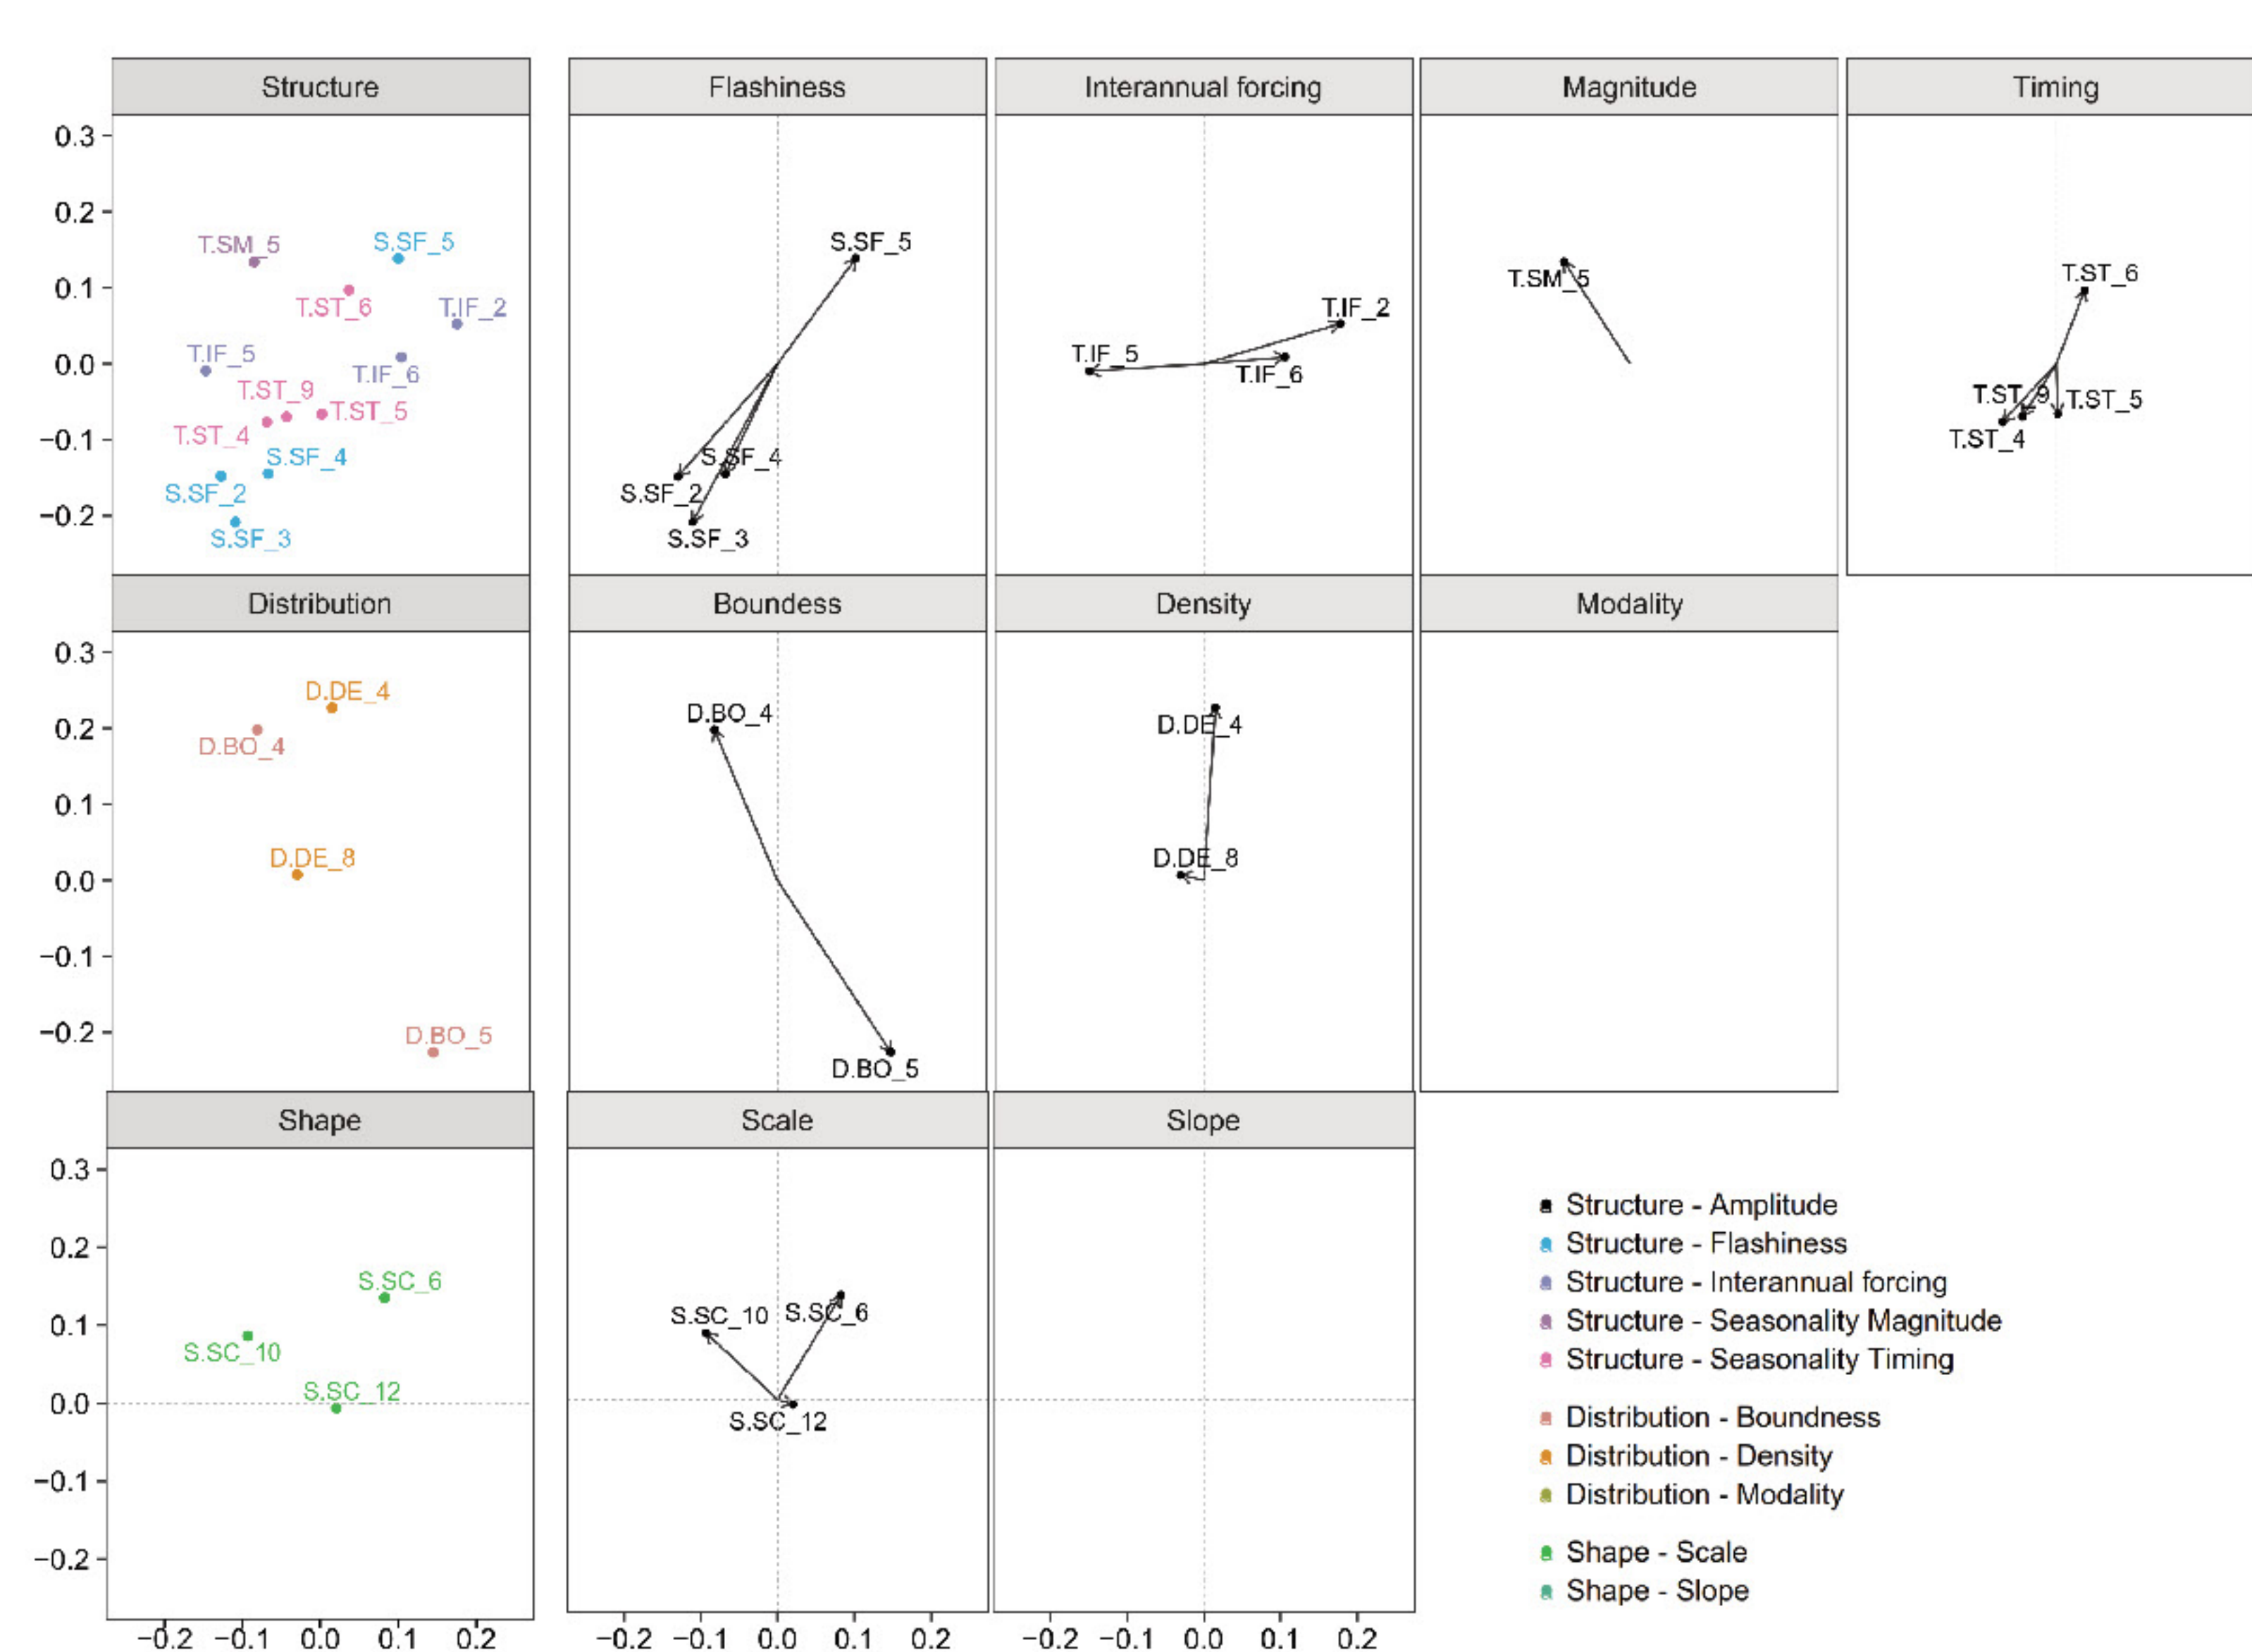 Structure Flashiness Interannual forcing Magnitude Timing
0.3
0.2
0.1
0.0
−0.1
−0.2
T.SM_5
S.SF_5
T.ST_6
T.IF_2
T.IF_5
T.IF_6
T.ST_9
T.ST_5
T.ST_4
S.SF_4
S.SF_2
S.SF_3
S.SF_5
S.SF_4
S.SF_2
S.SF_3
T.IF_2
T.IF_5
T.IF_6
T.SM_5
T.ST_6
T.ST_9
T.ST_5
T.ST_4
Distribution Boundess Density Modality
0.3
0.2
0.1
0.0
−0.1
−0.2
D.DE_4
D.BO_4
D.DE_8
D.BO_5
D.BO_4
D.BO_5
D.DE_4
D.DE_8
Shape Scale Slope
0.3
0.2
0.1
0.0
−0.1
−0.2
S.SC_6
S.SC_10
S.SC_12
S.SC_10
S.SC_6
S.SC_12
−0.2 −0.1 0.0 0.1 0.2
−0.2 −0.1 0.0 0.1 0.2
−0.2 −0.1 0.0 0.1 0.2
Structure - Amplitude
Structure - Flashiness
Structure - Interannual forcing
Structure - Seasonality Magnitude
Structure - Seasonality Timing
Distribution - Boundness
Distribution - Density
Distribution - Modality
Shape - Scale
Shape - Slope